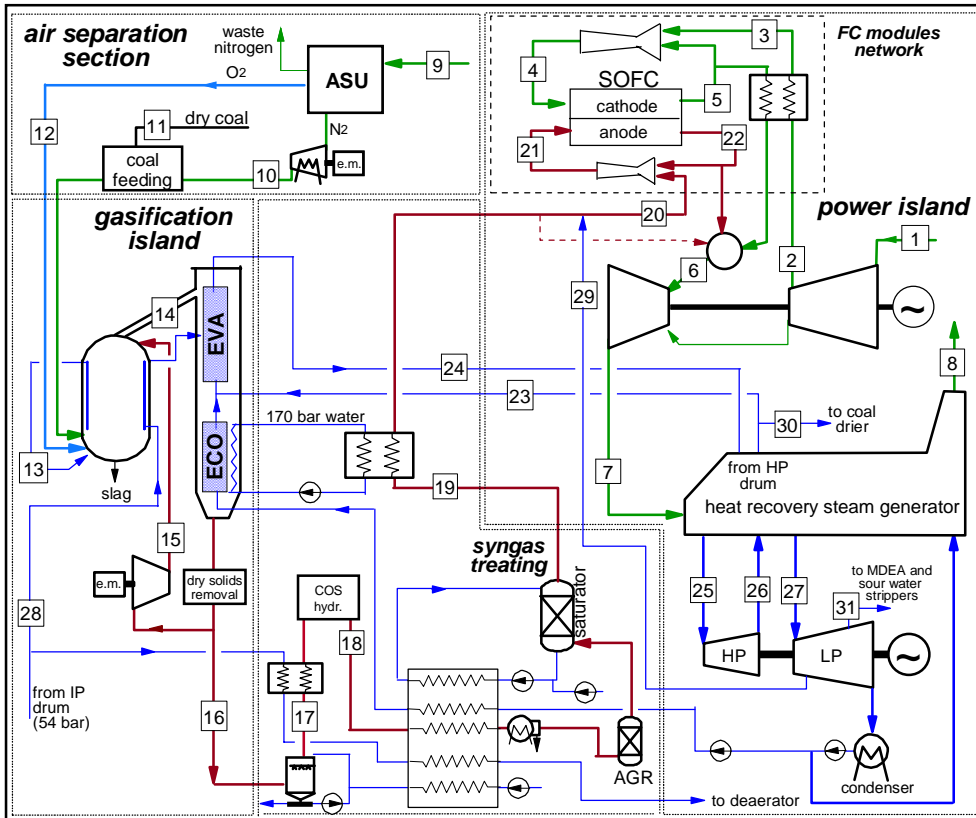 air separation
section
waste
nitrogen
O2
ASU
9
12
11
dry coal
N2
coal
feeding
10
e.m.
3
FC modules
network
4
SOFC
cathode
anode
5
22
21
20
power island
1
2
6
29
gasification
island
14
EVA
24
23
8
170 bar water
ECO
30
to coal
drier
13
slag
19
7
from HP
drum
heat recovery steam generator
15
e.m.
dry solids
removal
syngas
treating
COS
hydr.
saturator
to MDEA and
sour water
strippers
25
26
27
31
28
18
HP
LP
~
~
from IP
drum
(54 bar)
16
17
AGR
condenser
to deaerator